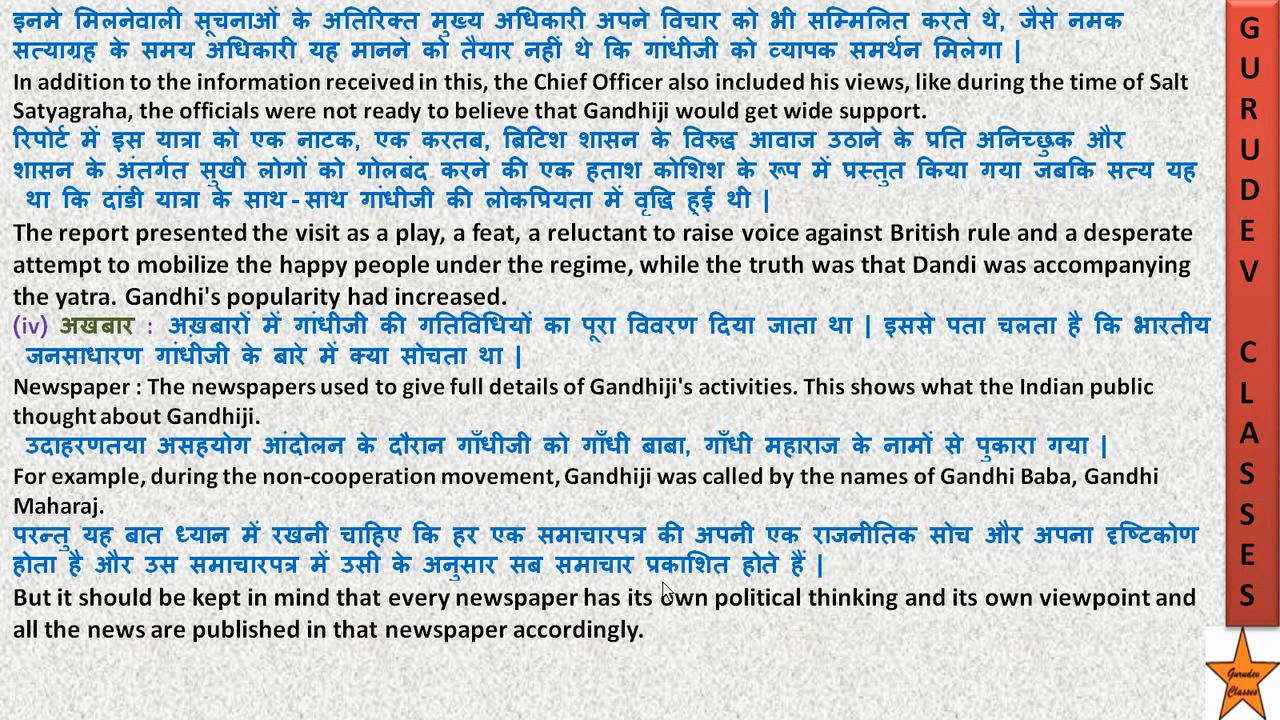 इनमे मिलनेवाली सूचनाओं के अतिरिक्त मुख्य अधिकारी अपने विचार को भी सम्मिलित करते थे, जैसे नमक
सत्याग्रह के समय अधिकारी यह मानने को तैयार नहीं थे कि गांधीजी को व्यापक समर्थन मिलेगा |
In addition to the information received in this, the Chief Officer also included his views, like during the time of Salt
Satyagraha, the officials were not ready to believe that Gandhiji would get wide support.
रिपोर्ट में इस यात्रा को एक नाटक, एक करतब, ब्रिटिश शासन के विरुद्ध आवाज उठाने के प्रति अनिच्छुक और
शासन के अंतर्गत सुखी लोगों को गोलबंद करने की एक हताश कोशिश के रूप में प्रस्तुत किया गया जबकि सत्य यह
था कि दांडी यात्रा के साथ-साथ गांधीजी की लोकप्रियता में वृद्धि हुई थी |
The report presented the visit as a play, a feat, a reluctant to raise voice against British rule and a desperate
attempt to mobilize the happy people under the regime, while the truth was that Dandi was accompanying
the yatra. Gandhi's popularity had increased.
(iv) अखबार : अख़बारों में गांधीजी की गतिविधियों का पूरा विवरण दिया जाता था | इससे पता चलता है कि भारतीय
जनसाधारण गांधीजी के बारे में क्या सोचता था |
Newspaper : The newspapers used to give full details of Gandhiji's activities. This shows what the Indian public
thought about Gandhiji.
उदाहरणतया असहयोग आंदोलन के दौरान गाँधीजी को गाँधी बाबा, गाँधी महाराज के नामों से पुकारा गया |
For example, during the non-cooperation movement, Gandhiji was called by the names of Gandhi Baba, Gandhi
Maharaj.
परन्तु यह बात ध्यान में रखनी चाहिए कि हर एक समाचारपत्र की अपनी एक राजनीतिक सोच और अपना दृष्टिकोण
होता है और उस समाचारपत्र में उसी के अनुसार सब समाचार प्रकाशित होते हैं |
But it should be kept in mind that every newspaper has its own political thinking and its own viewpoint and
all the news are published in that newspaper accordingly.
GURUDEV CLASSES
Gurudev
Classes